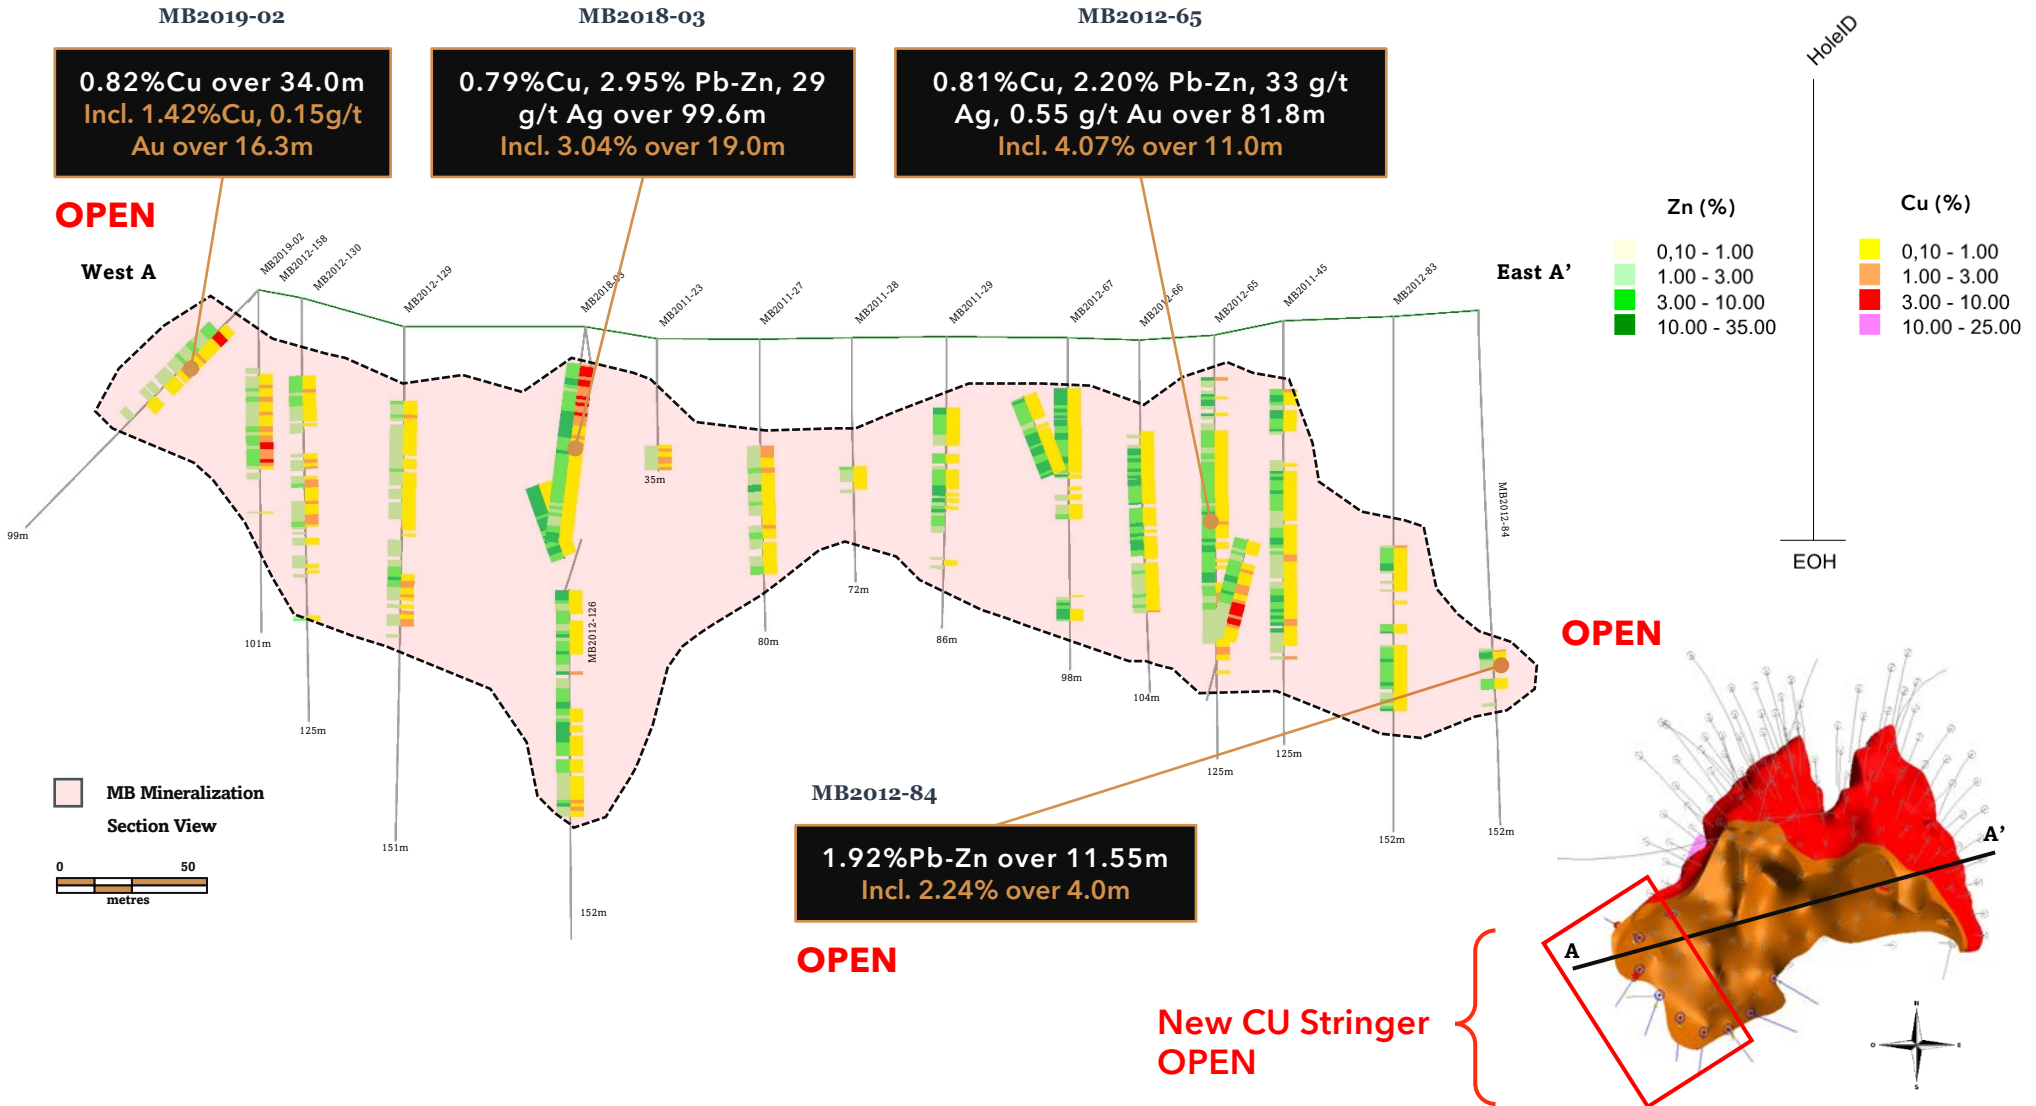 MB2019-02
MB2018-03
MB2012-65
0.82%Cu over 34.0m
Incl. 1.42%Cu, 0.15g/t
Au over 16.3m
0.79%Cu, 2.95% Pb-Zn, 29
g/t Ag over 99.6m
Incl. 3.04% over 19.0m
0.81%Cu, 2.20% Pb-Zn, 33 g/t
Ag, 0.55 g/t Au over 81.8m
Incl. 4.07% over 11.0m
HoleID
EOH
Zn (%)
0,10 - 1.00
1.00 - 3.00
3.00 - 10.00
10.00 - 35.00
Cu (%)
0,10 - 1.00
1.00 - 3.00
3.00 - 10.00
10.00 - 25.00
OPEN
West A
East A'
MB2019-02
MB2012-158
MB2012-130
MB2012-129
MB2018-03
MB2011-23
MB2011-27
MB2011-28
MB2011-29
MB2012-67
MB2012-66
MB2012-65
MB2011-45
MB2012-83
MB2012-84
MB2012-126
99m
101m
125m
151m
152m
35m
80m
72m
86m
98m
104m
125m
125m
152m
152m
OPEN
MB Mineralization
Section View
0 50
metres
MB2012-84
1.92%Pb-Zn over 11.55m
Incl. 2.24% over 4.0m
OPEN
New CU Stringer
OPEN
A
A'
N
O
E
S